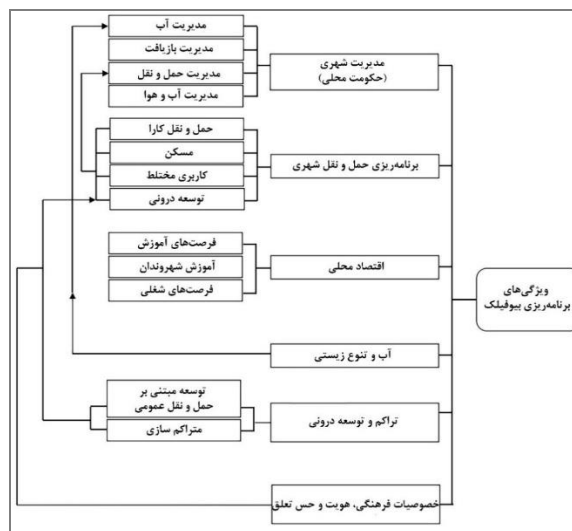 ویژگی‌های
برنامه‌ریزی بیوفیلیک
مدیریت شهری
(حکومت محلی)
مدیریت آب
مدیریت بازیافت
مدیریت حمل و نقل
مدیریت آب و هوا
برنامه‌ریزی حمل و نقل شهری
حمل و نقل کارا
مسکن
کاربری مختلط
توسعه درونی
اقتصاد محلی
فرصت‌های آموزش
آموزش شهروندان
فرصت‌های شغلی
آب و تنوع زیستی
تراکم و توسعه درونی
توسعه مبتنی بر
حمل و نقل عمومی
متراکم سازی
خصوصیات فرهنگی، هویت و حس تعلق